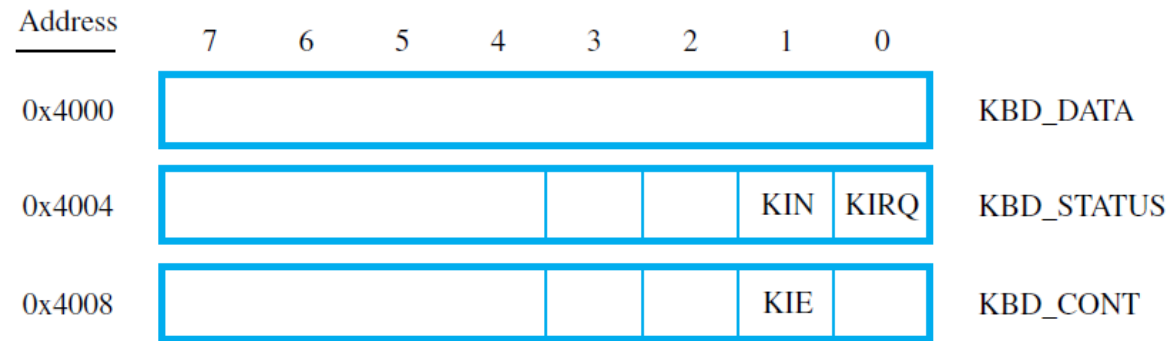 Address 7 6 5 4 3 2 1 0
0x4000 KBD_DATA
0x4004 KIN KIRQ KBD_STATUS
0x4008 KIE KBD_CONT